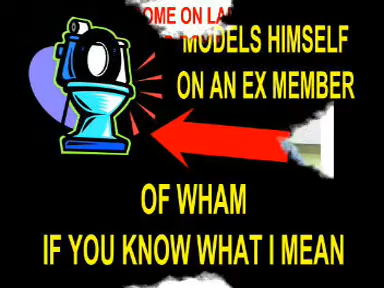 OME ON LA
MODELS HIMSELF
ON AN EX MEMBER
OF WHAM
IF YOU KNOW WHAT I MEAN